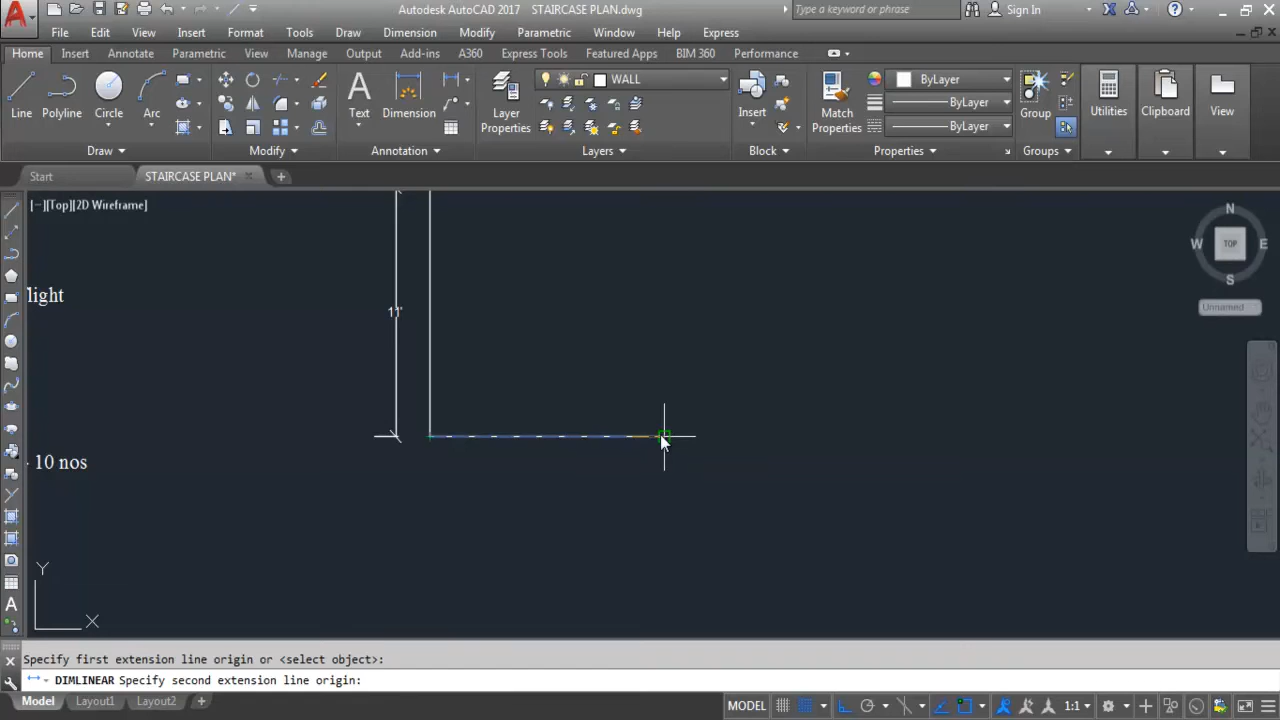 Autodesk AutoCAD 2017 STAIRCASE PLAN.dwg
Type a keyword or phrase
Sign In
File Edit View Insert Format Tools Draw Dimension Modify Parametric Window Help Express
Home Insert Annotate Parametric View Manage Output Add-ins A360 Express Tools Featured Apps BIM 360 Performance
Line Polyline Circle Arc
Text Dimension
Layer Properties
WALL
Insert
Match Properties
ByLayer
ByLayer
ByLayer
Group
Utilities
Clipboard
View
Draw Modify Annotation Layers Block Properties Groups
Start STAIRCASE PLAN*
[−][Top][2D Wireframe]
N
W TOP E
S
Unnamed
light
11'
10 nos
Y
X
A
Specify first extension line origin or <select object>:
DIMLINEAR Specify second extension line origin:
Model Layout1 Layout2
MODEL
1:1